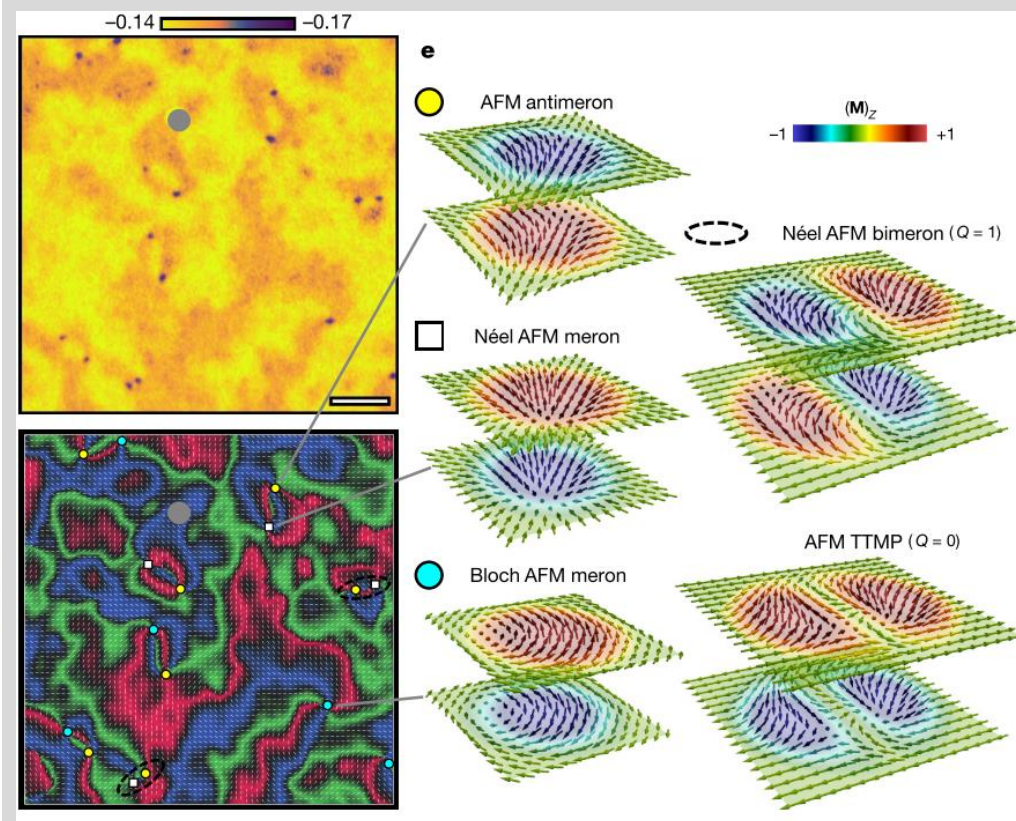 −0.14 −0.17
e
AFM antimeron
(M)z
−1 +1
Néel AFM bimeron (Q = 1)
Néel AFM meron
AFM TTMP (Q = 0)
Bloch AFM meron